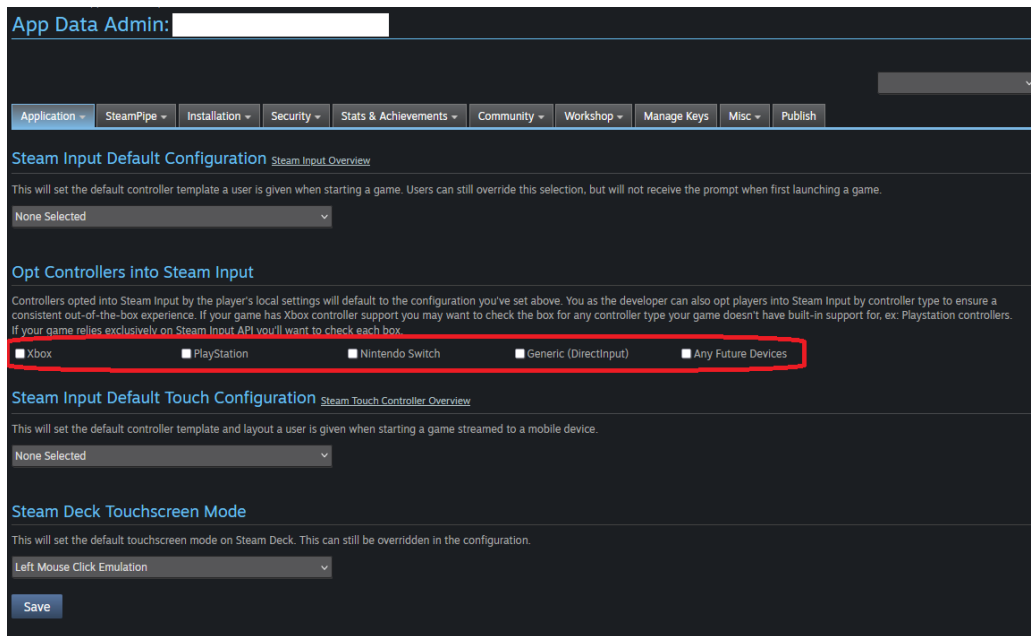 App Data Admin:
Application SteamPipe Installation Security Stats & Achievements Community Workshop Manage Keys Misc Publish
Steam Input Default Configuration Steam Input Overview
This will set the default controller template a user is given when starting a game. Users can still override this selection, but will not receive the prompt when first launching a game.
None Selected
Opt Controllers into Steam Input
Controllers opted into Steam Input by the player's local settings will default to the configuration you've set above. You as the developer can also opt players into Steam Input by controller type to ensure a
consistent out-of-the-box experience. If your game has Xbox controller support you may want to check the box for any controller type your game doesn't have built-in support for, ex: Playstation controllers.
If your game relies exclusively on Steam Input API you'll want to check each box.
Xbox PlayStation Nintendo Switch Generic (DirectInput) Any Future Devices
Steam Input Default Touch Configuration Steam Touch Controller Overview
This will set the default controller template and layout a user is given when starting a game streamed to a mobile device.
None Selected
Steam Deck Touchscreen Mode
This will set the default touchscreen mode on Steam Deck. This can still be overridden in the configuration.
Left Mouse Click Emulation
Save